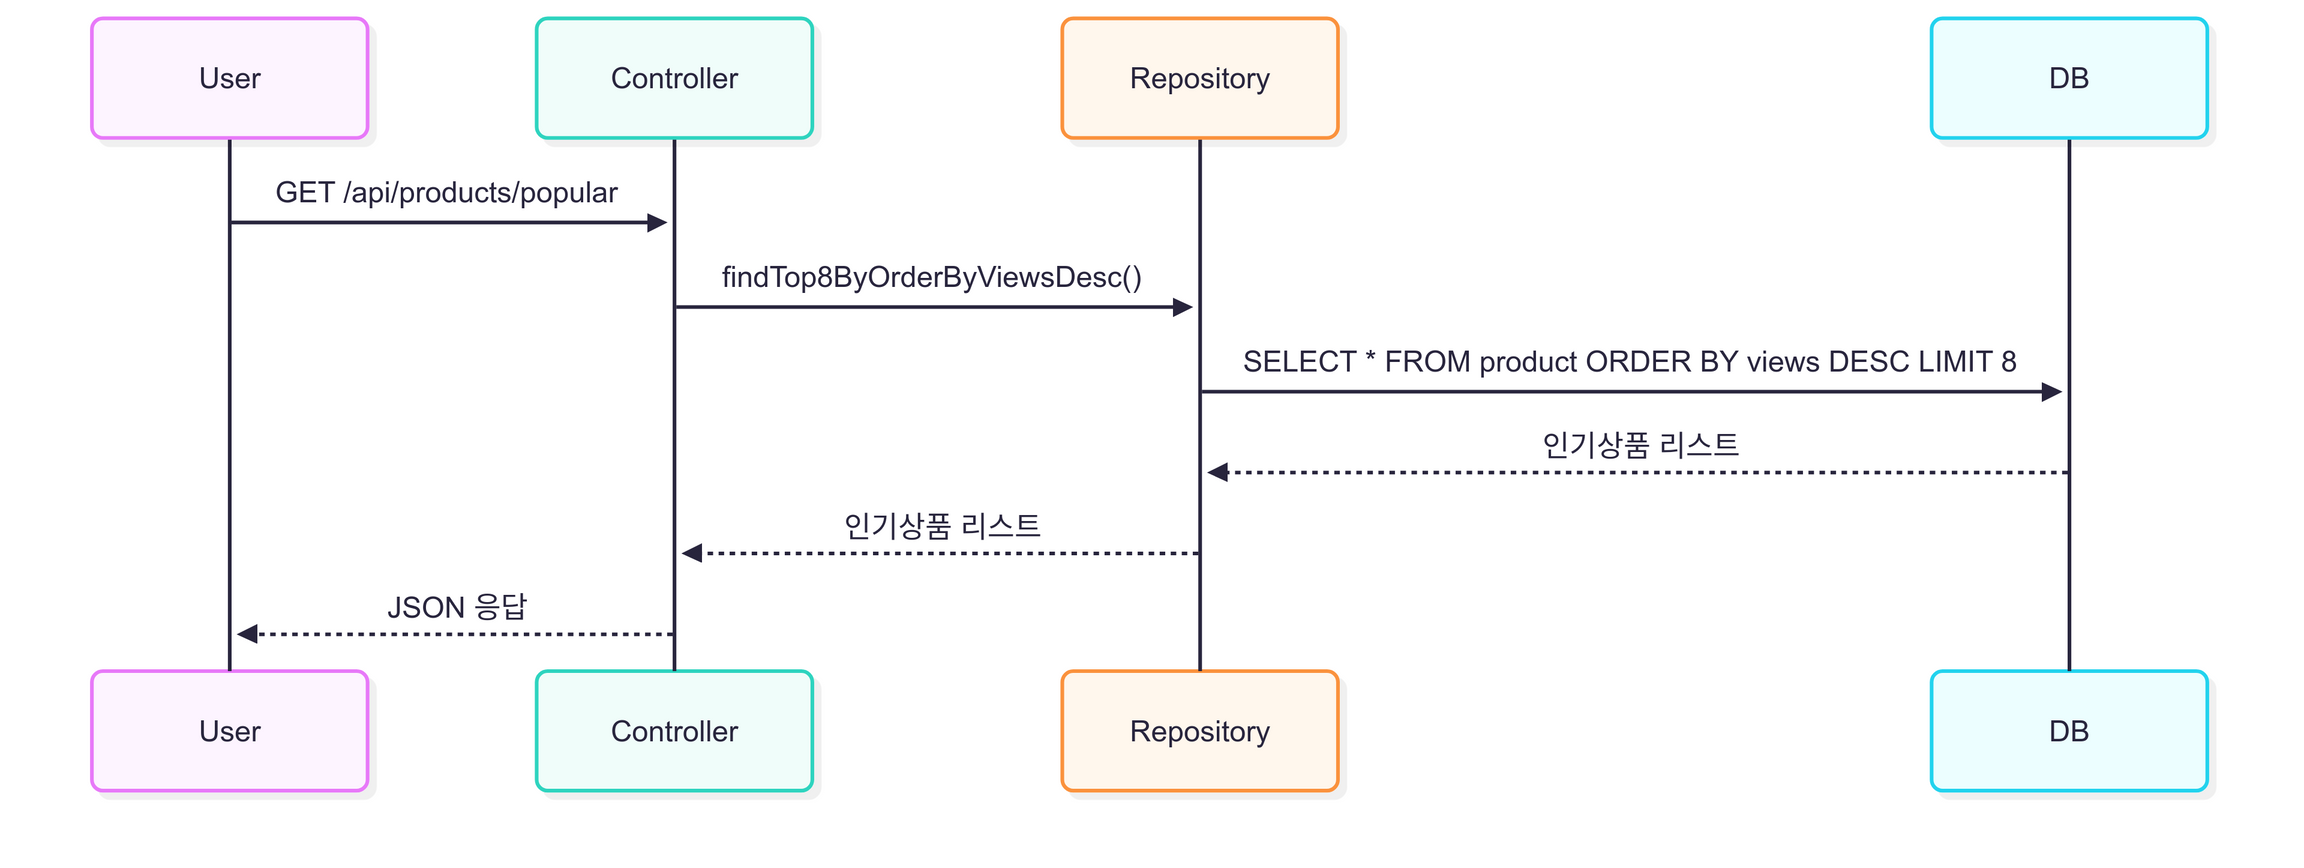 User
Controller
Repository
DB
GET /api/products/popular
findTop8ByOrderByViewsDesc()
SELECT * FROM product ORDER BY views DESC LIMIT 8
인기상품 리스트
인기상품 리스트
JSON 응답
User
Controller
Repository
DB